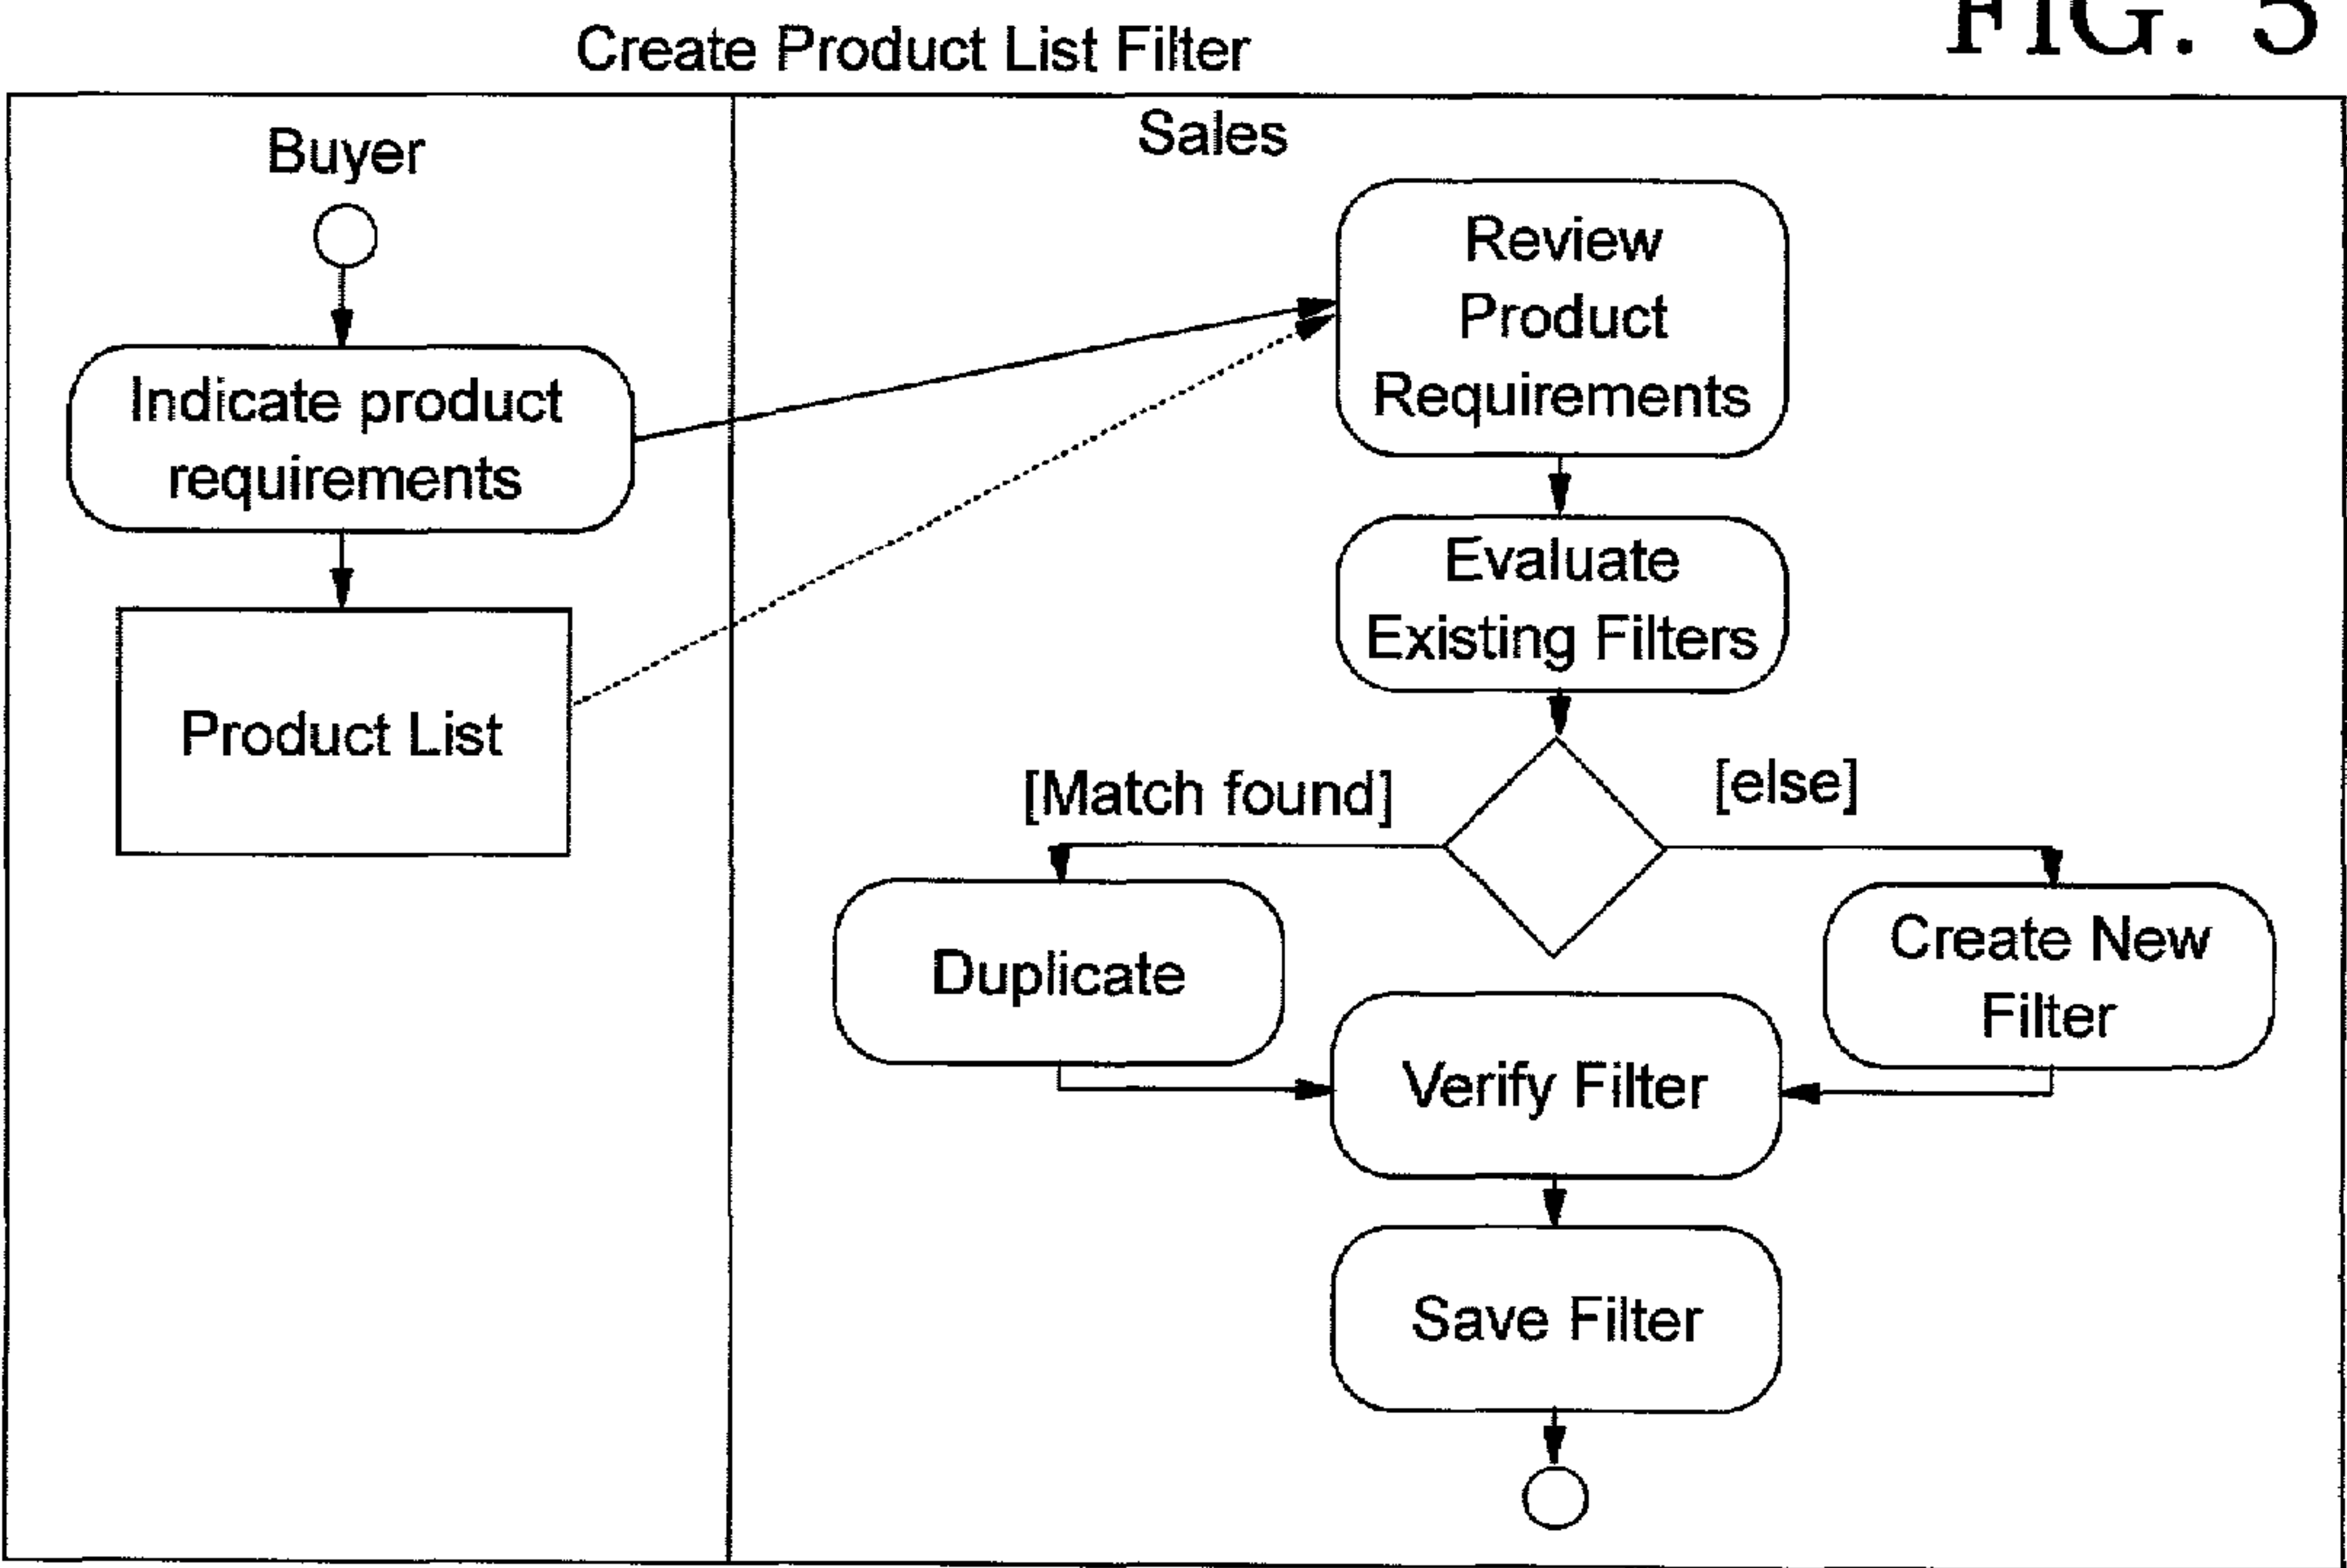 FIG. 5
Create Product List Filter
Buyer
Sales
Indicate product
requirements
Product List
Review
Product
Requirements
Evaluate
Existing Filters
[Match found]
[else]
Duplicate
Create New
Filter
Verify Filter
Save Filter